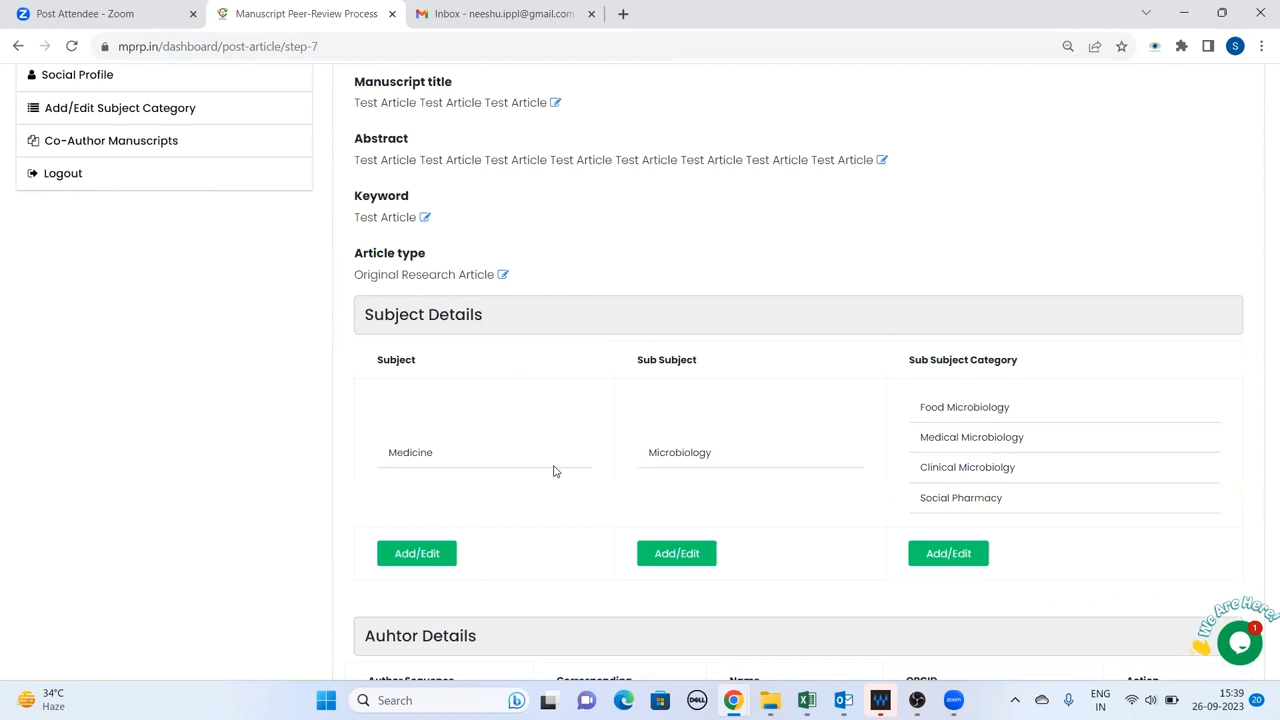 Post Attendee - Zoom
Manuscript Peer-Review Process
Inbox - neeshu.ippl@gmail.com
mprp.in/dashboard/post-article/step-7
S
Social Profile
Add/Edit Subject Category
Co-Author Manuscripts
Logout
Manuscript title
Test Article Test Article Test Article
Abstract
Test Article Test Article Test Article Test Article Test Article Test Article Test Article Test Article
Keyword
Test Article
Article type
Original Research Article
Subject Details
Subject
Sub Subject
Sub Subject Category
Food Microbiology
Medical Microbiology
Medicine
Microbiology
Clinical Microbiolgy
Social Pharmacy
Add/Edit
Add/Edit
Add/Edit
We Are Here!
1
Auhtor Details
Author Sequence
Corresponding
Name
ORCID
Action
34°C
Haze
Search
DELL
ENG
IN
15:39
26-09-2023
20